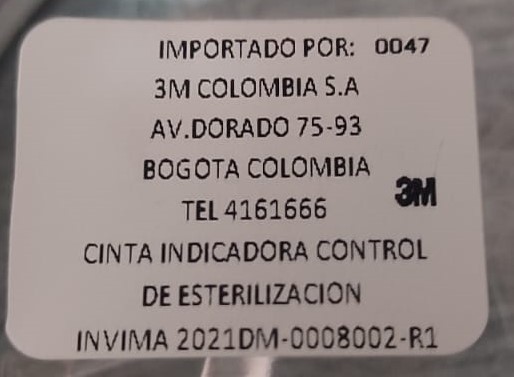 IMPORTADO POR: 0047
3M COLOMBIA S.A
AV.DORADO 75-93
BOGOTA COLOMBIA
3M
TEL 4161666
CINTA INDICADORA CONTROL
DE ESTERILIZACION
INVIMA 2021DM-0008002-R1